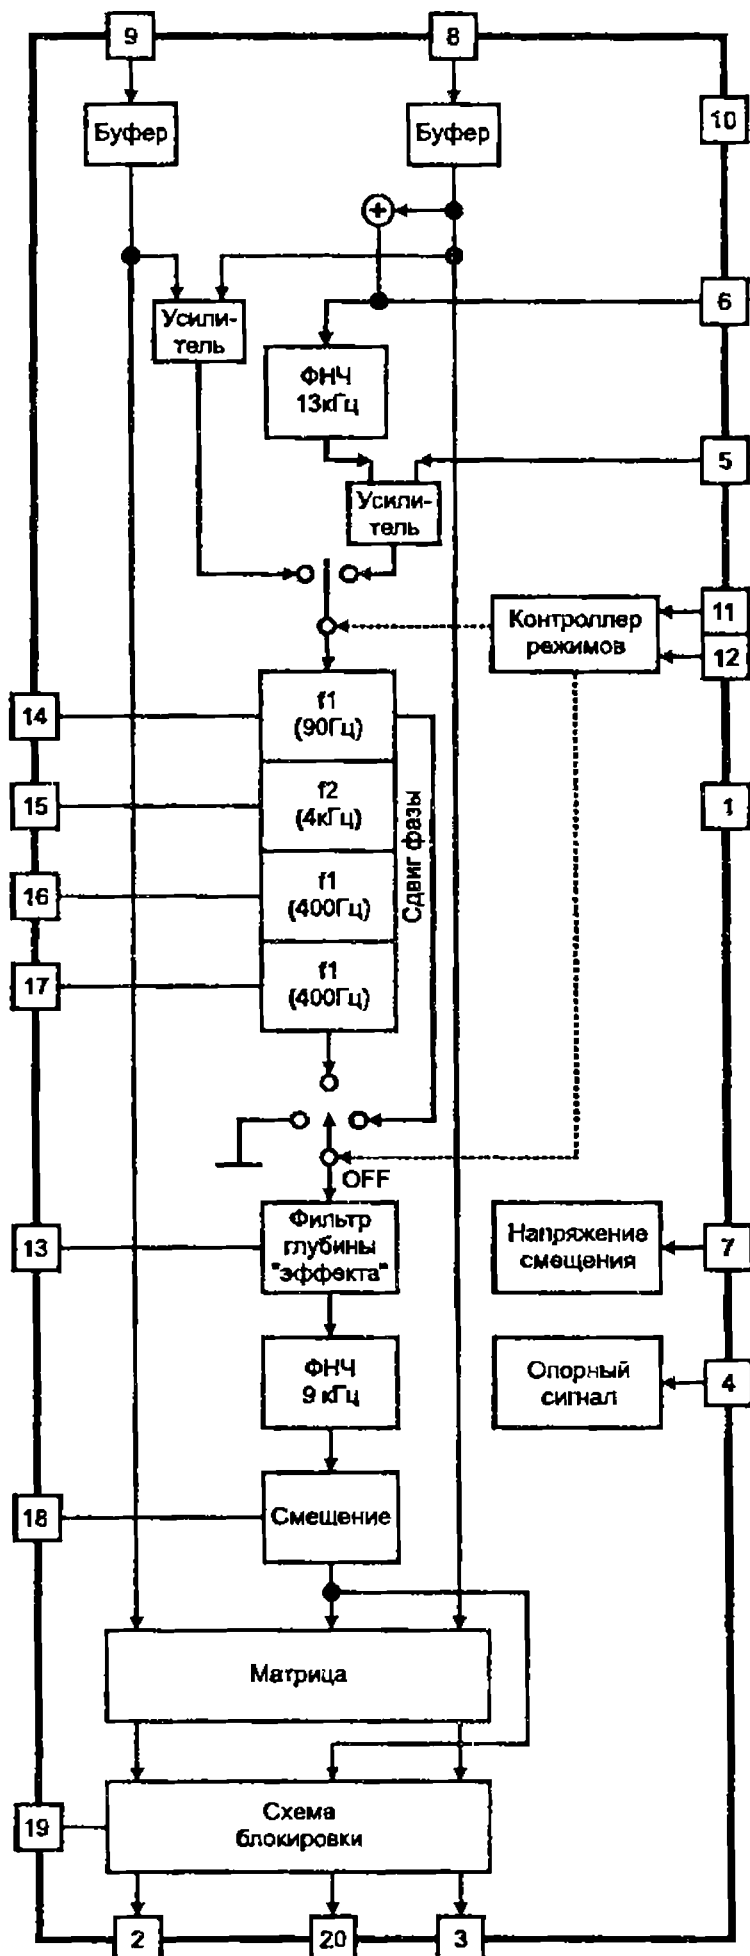 9
8
Буфер
Буфер
10
+
6
Усили-
тель
ФНЧ
13кГц
5
Усили-
тель
Контроллер
режимов
11
12
14
f1
(90Гц)
15
f2
(4кГц)
1
Сдвиг фазы
16
f1
(400Гц)
17
f1
(400Гц)
OFF
13
Фильтр
глубины
"эффекта"
Напряжение
смещения
7
ФНЧ
9 кГц
Опорный
сигнал
4
18
Смещение
Матрица
19
Схема
блокировки
2
20
3